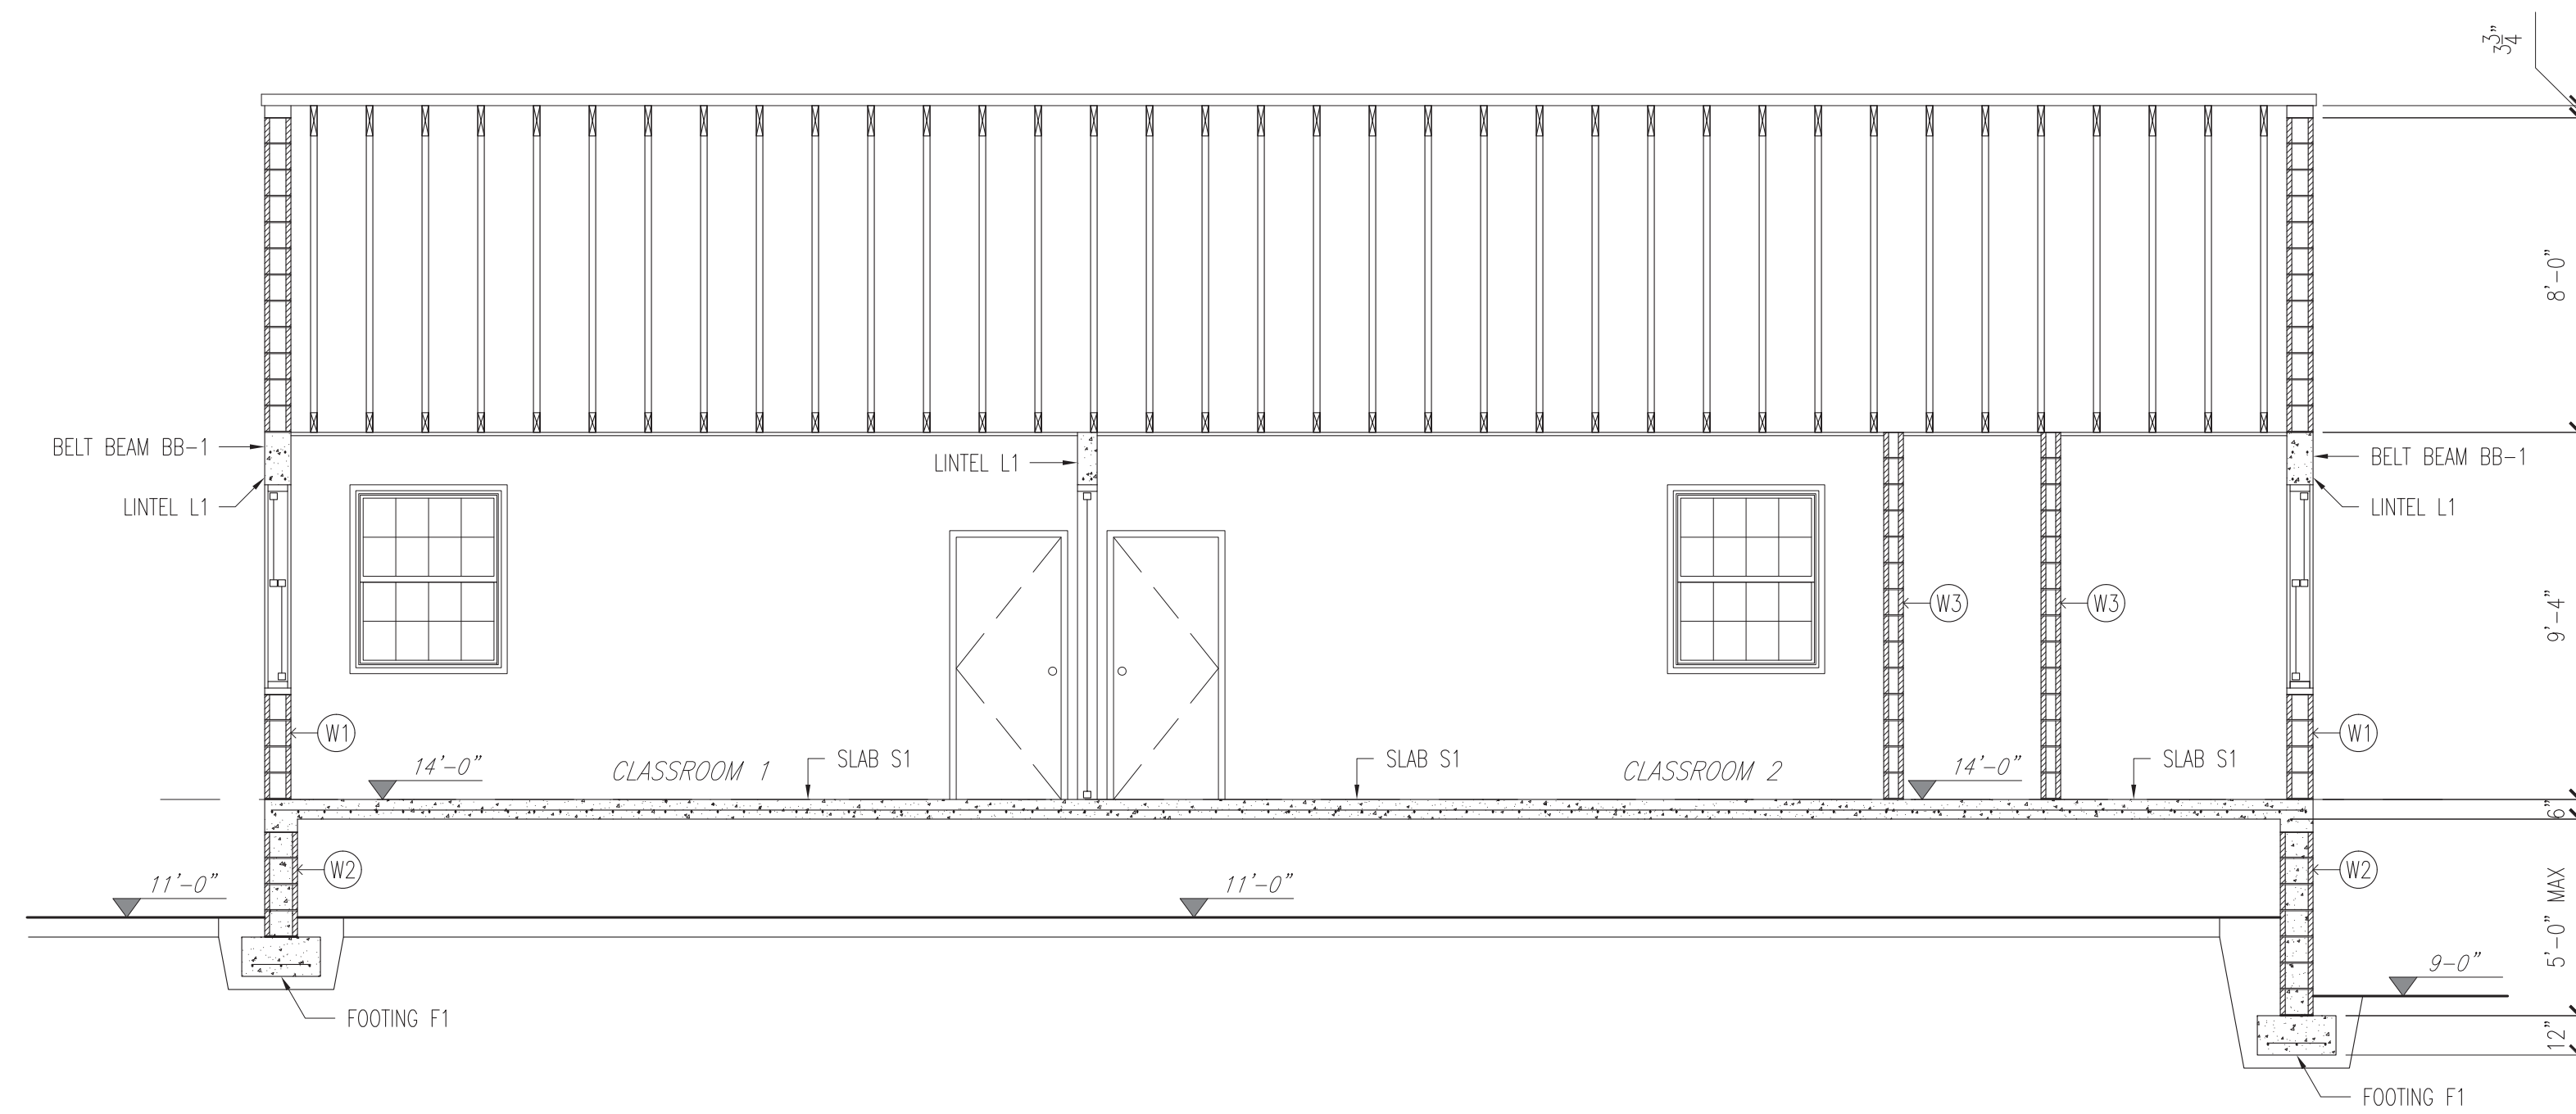 3 3/4"
8'-0"
BELT BEAM BB-1
LINTEL L1
BELT BEAM BB-1
LINTEL L1
LINTEL L1
W3
W3
9'-4"
W1
W1
14'-0"
CLASSROOM 1
SLAB S1
SLAB S1
CLASSROOM 2
14'-0"
SLAB S1
6"
W2
W2
11'-0"
11'-0"
5'-0" MAX
9-0"
FOOTING F1
12"
FOOTING F1